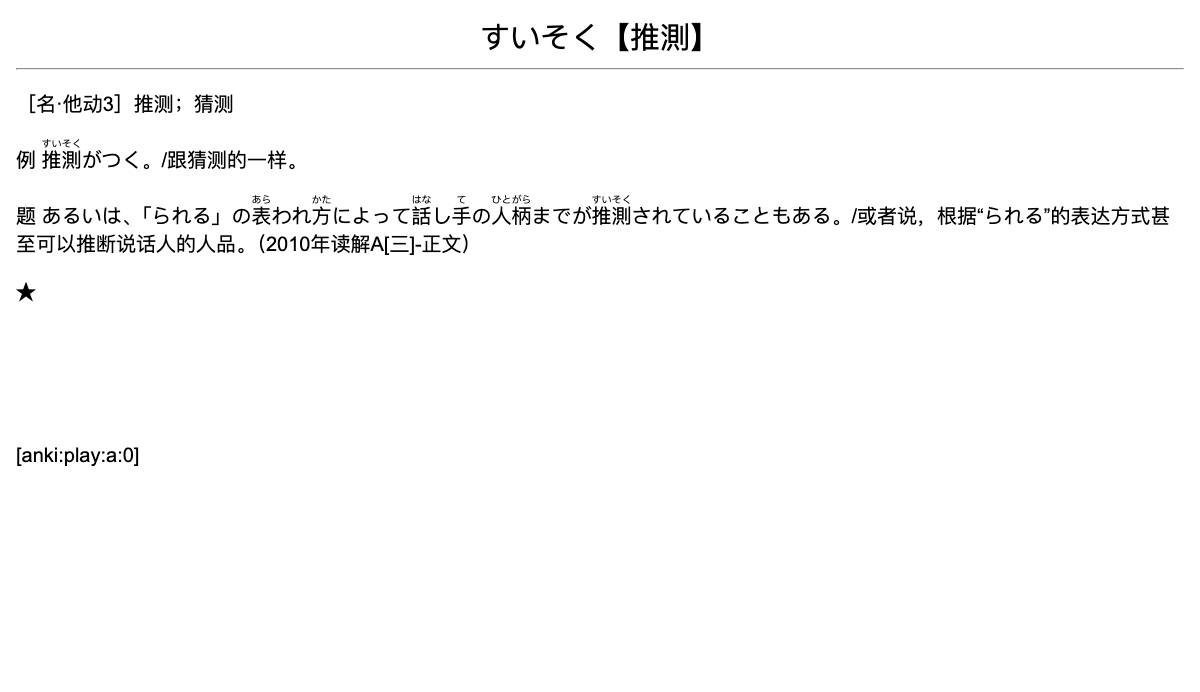 すいそく【推測】
［名·他动3］推测；猜测
すいそく
例 推測がつく。/跟猜测的一样。
あら かた はな て ひとがら すいそく
题 あるいは、「られる」の表われ方によって話し手の人柄までが推測されていることもある。/或者说，根据“られる”的表达方式甚
至可以推断说话人的人品。（2010年读解A[三]-正文）
★
[anki:play:a:0]